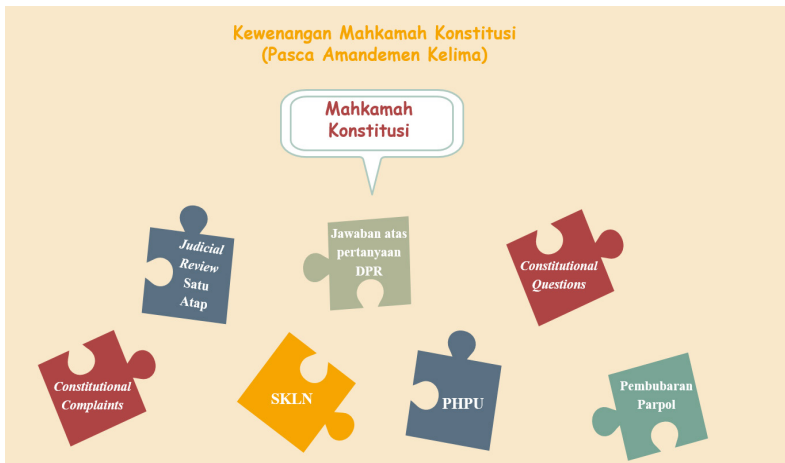 Kewenangan Mahkamah Konstitusi
(Pasca Amandemen Kelima)
Mahkamah
Konstitusi
Judicial
Review
Satu
Atap
Jawaban atas
pertanyaan
DPR
Constitutional
Questions
Constitutional
Complaints
SKLN
PHPU
Pembubaran
Parpol